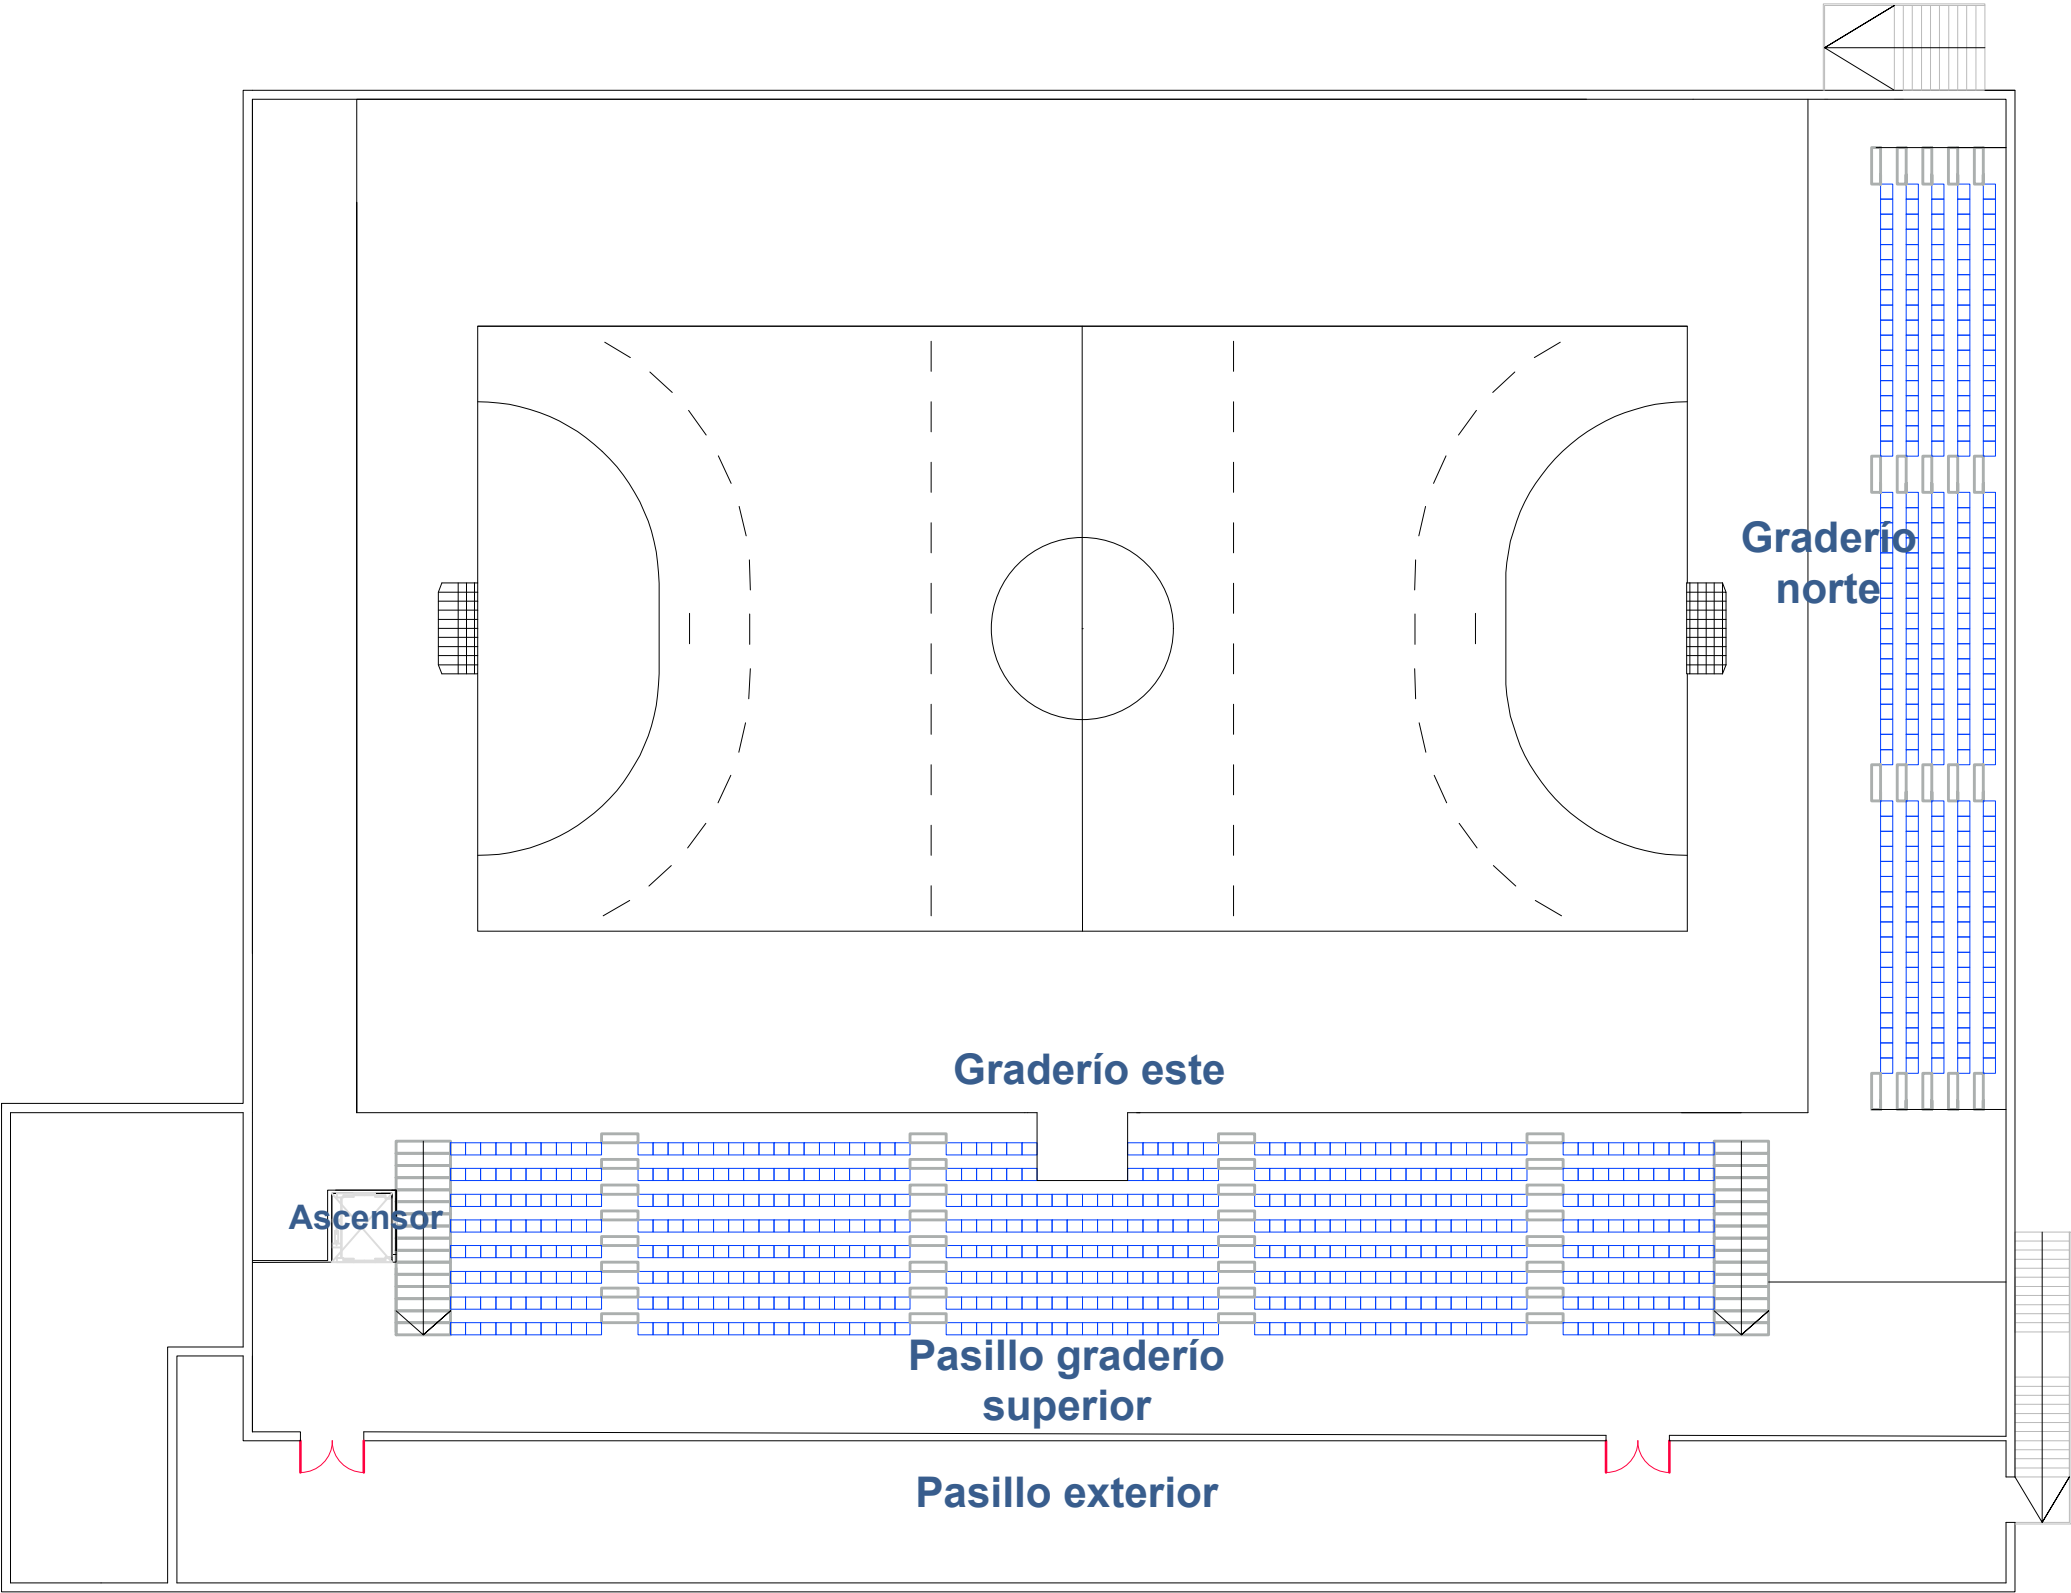 Graderío
norte
Graderío este
Ascensor
Pasillo graderío
superior
Pasillo exterior